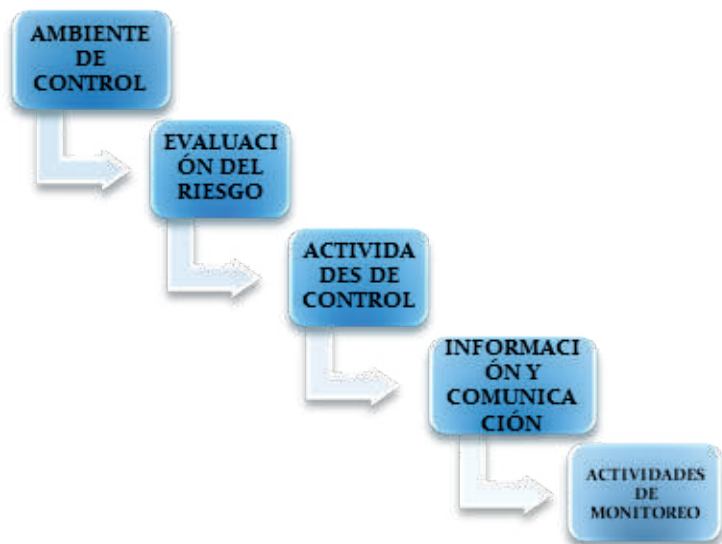 AMBIENTE
DE
CONTROL
EVALUACI
ÓN DEL
RIESGO
ACTIVIDA
DES DE
CONTROL
INFORMACI
ÓN Y
COMUNICA
CIÓN
ACTIVIDADES
DE
MONITOREO